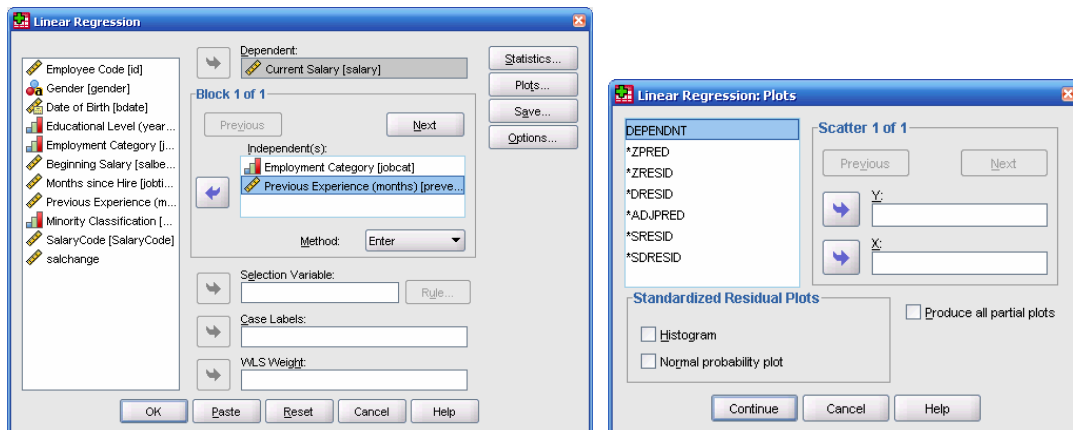 Linear Regression
Employee Code [id]
Gender [gender]
Date of Birth [bdate]
Educational Level (year...
Employment Category [j...
Beginning Salary [salbe...
Months since Hire [jobti...
Previous Experience (m...
Minority Classification [...
SalaryCode [SalaryCode]
salchange
Dependent:
Current Salary [salary]
Block 1 of 1
Previous
Next
Independent(s):
Employment Category [jobcat]
Previous Experience (months) [preve...
Method:
Enter
Selection Variable:
Rule...
Case Labels:
WLS Weight:
Statistics...
Plots...
Save...
Options...
OK
Paste
Reset
Cancel
Help
Linear Regression: Plots
DEPENDNT
*ZPRED
*ZRESID
*DRESID
*ADJPRED
*SRESID
*SDRESID
Scatter 1 of 1
Previous
Next
Y:
X:
Standardized Residual Plots
Histogram
Normal probability plot
Produce all partial plots
Continue
Cancel
Help